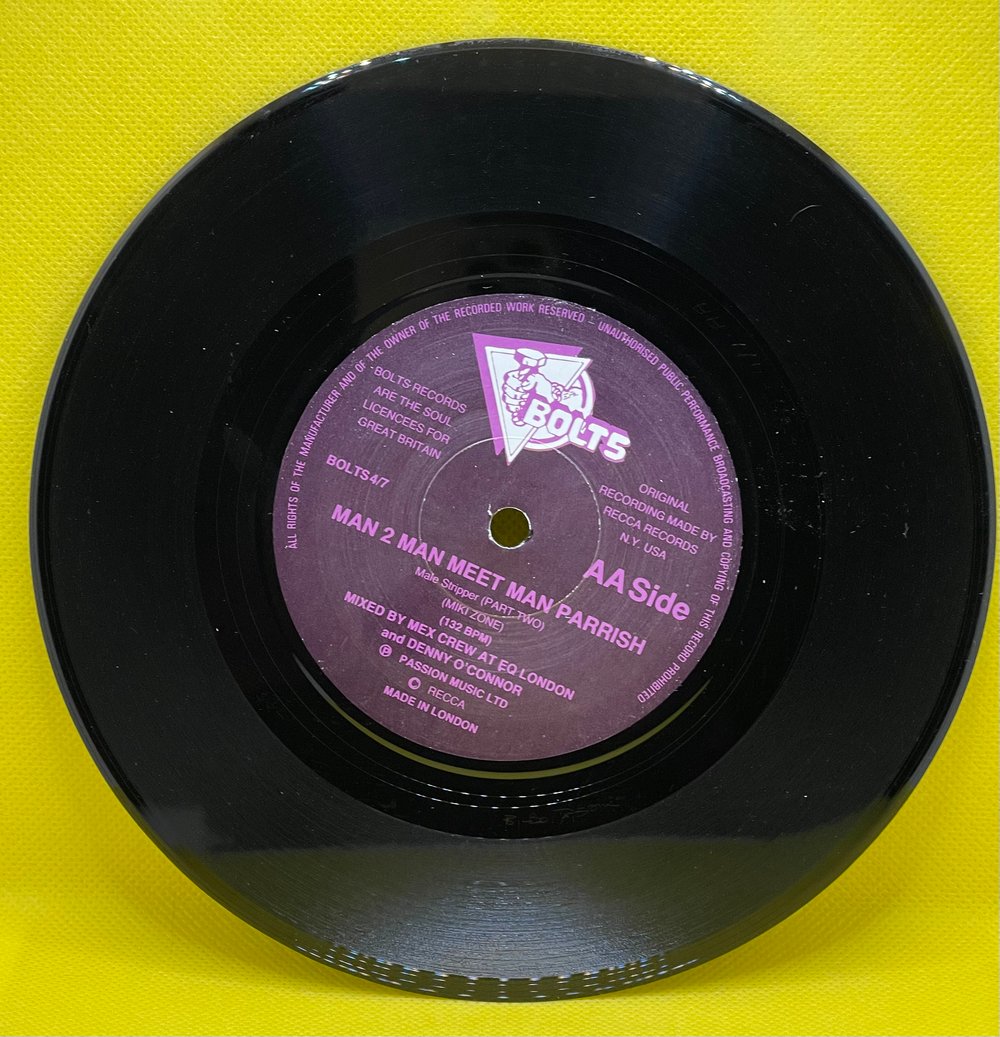 ALL RIGHTS OF THE MANUFACTURER AND OF THE OWNER OF THE RECORDED WORK RESERVED - UNAUTHORISED PUBLIC PERFORMANCE BROADCASTING AND COPYING OF THIS RECORD PROHIBITED
BOLTS
BOLTS RECORDS
ARE THE SOUL
LICENCEES FOR
GREAT BRITAIN
BOLTS 4/7
ORIGINAL
RECORDING MADE BY
RECCA RECORDS
N.Y. USA
AA Side
MAN 2 MAN MEET MAN PARRISH
Male Stripper (PART TWO)
(MIKI ZONE)
(132 BPM)
MIXED BY MEX CREW AT EQ LONDON
and DENNY O'CONNOR
Ⓟ PASSION MUSIC LTD
© RECCA
MADE IN LONDON